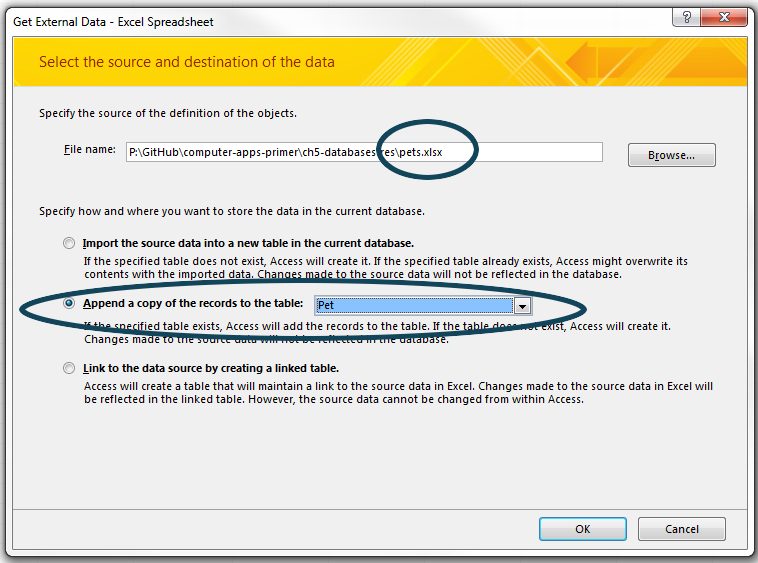 Get External Data - Excel Spreadsheet
?
Select the source and destination of the data
Specify the source of the definition of the objects.
File name: P:\GitHub\computer-apps-primer\ch5-databases\res\pets.xlsx Browse...
Specify how and where you want to store the data in the current database.
Import the source data into a new table in the current database.
If the specified table does not exist, Access will create it. If the specified table already exists, Access might overwrite its
contents with the imported data. Changes made to the source data will not be reflected in the database.
Append a copy of the records to the table: Pet
If the specified table exists, Access will add the records to the table. If the table does not exist, Access will create it.
Changes made to the source data will not be reflected in the database.
Link to the data source by creating a linked table.
Access will create a table that will maintain a link to the source data in Excel. Changes made to the source data in Excel will
be reflected in the linked table. However, the source data cannot be changed from within Access.
OK Cancel